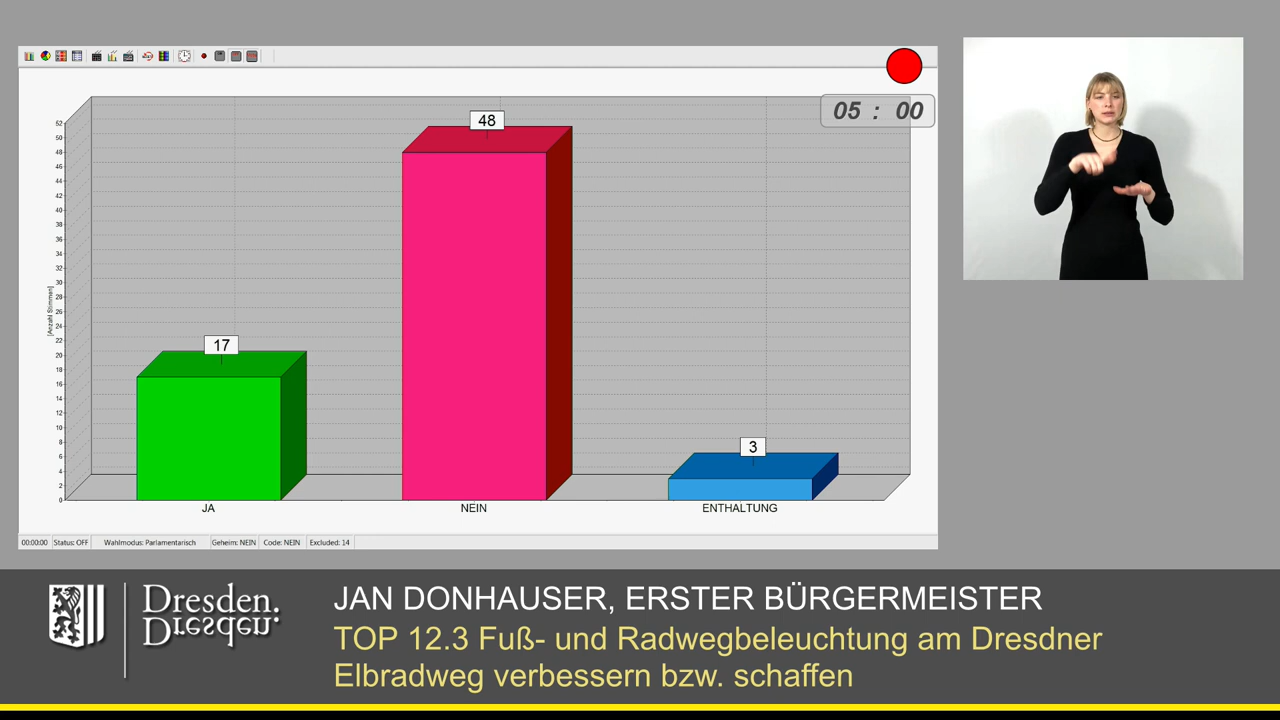 05 : 00
52
50
48
46
44
42
40
38
36
34
32
30
28
26
24
22
20
18
16
14
12
10
8
6
4
2
0
[Anzahl Stimmen]
17
48
3
JA
NEIN
ENTHALTUNG
00:00:00 Status: OFF Wahlmodus: Parlamentarisch Geheim: NEIN Code: NEIN Excluded: 14
Dresden.
Dresden.
JAN DONHAUSER, ERSTER BÜRGERMEISTER
TOP 12.3 Fuß- und Radwegbeleuchtung am Dresdner
Elbradweg verbessern bzw. schaffen